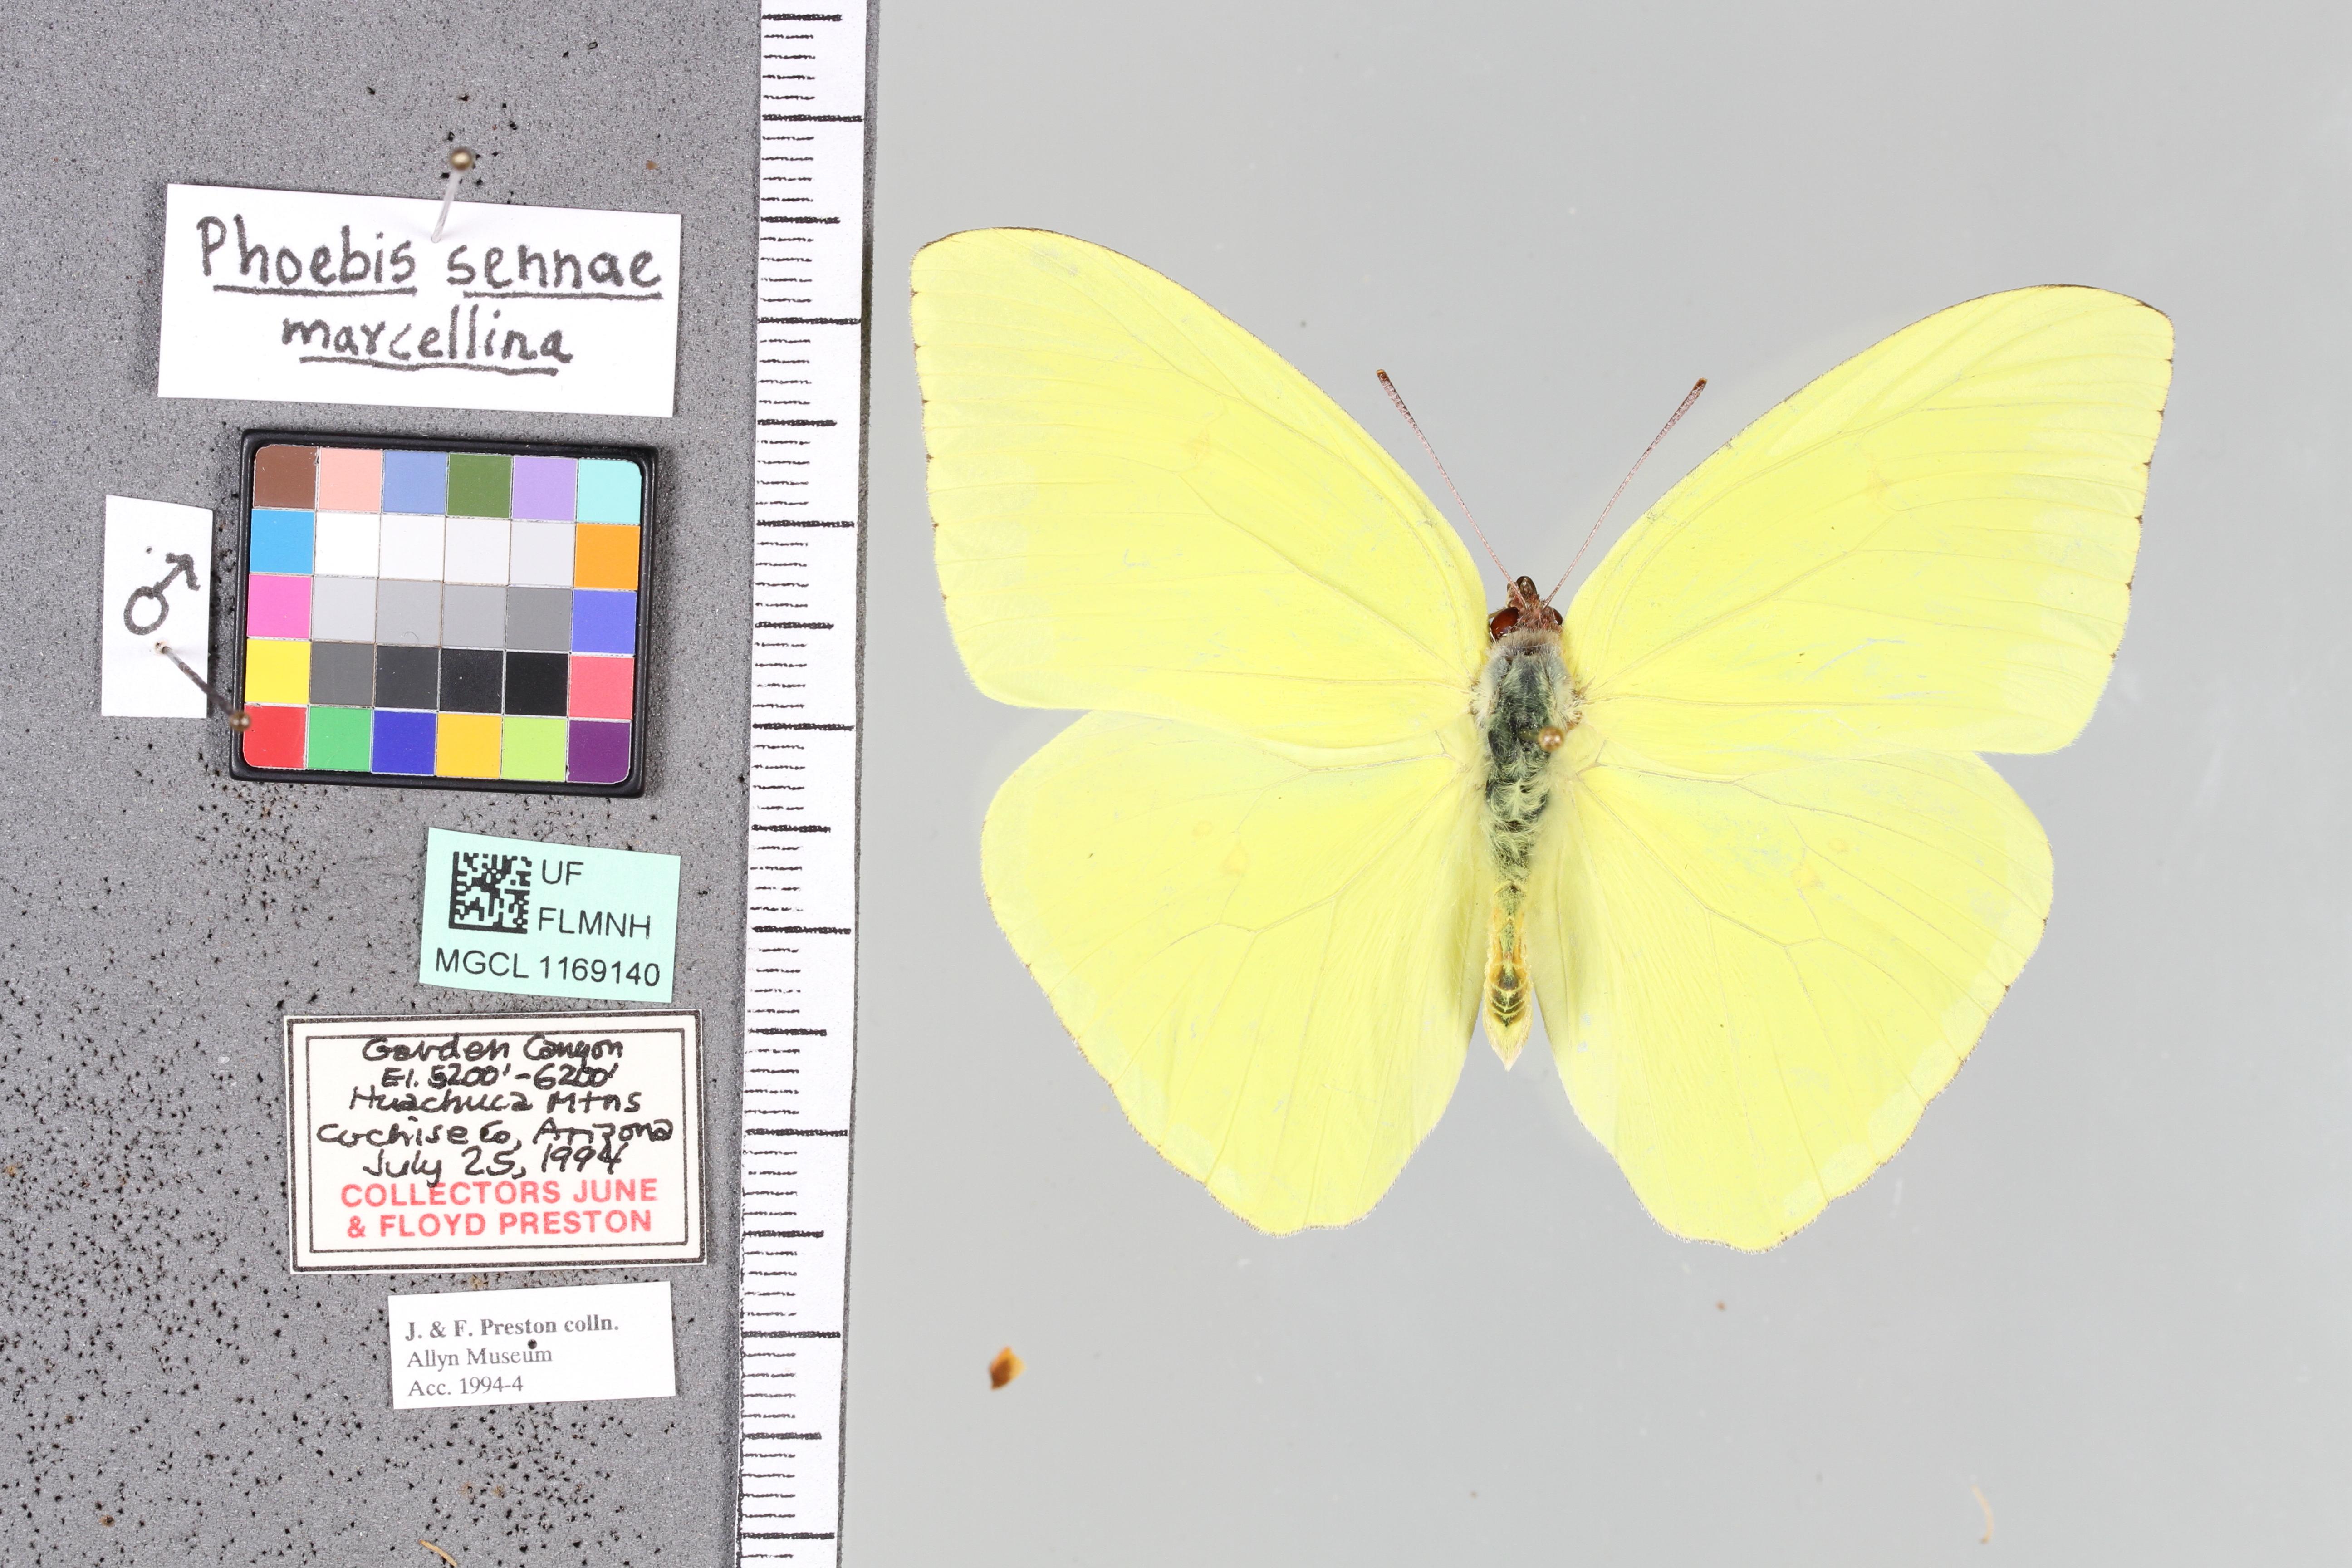 Phoebis sennae
marcellina
♂
UF
FLMNH
MGCL 1169140
Garden Canyon
El. 5200'-6200'
Huachuca Mtns
Cochise Co, Arizona
July 25, 1994
COLLECTORS JUNE
& FLOYD PRESTON
J. & F. Preston colln.
Allyn Museum
Acc. 1994-4